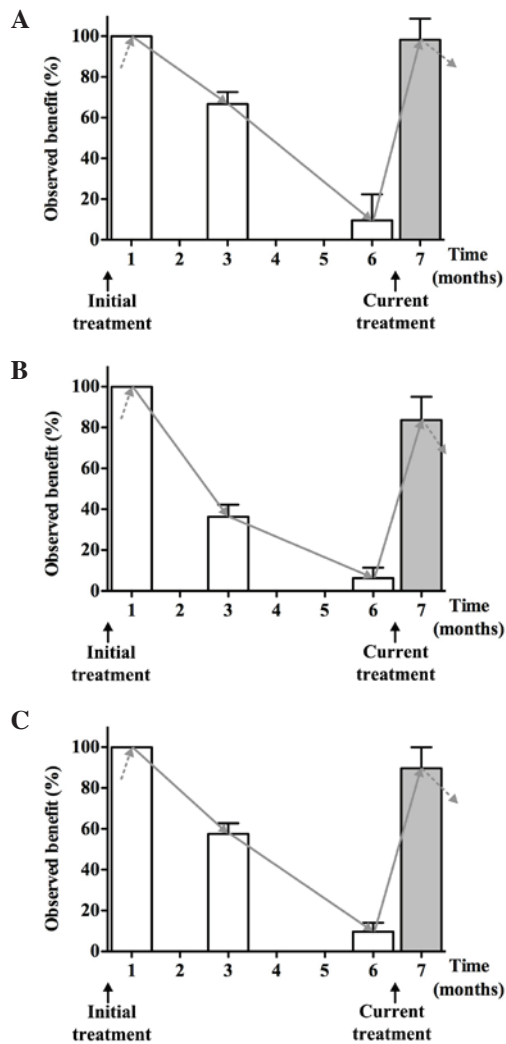 A
Observed benefit (%)
100
80
60
40
20
0
1 2 3 4 5 6 7
Time
(months)
Initial
treatment
Current
treatment
B
Observed benefit (%)
100
80
60
40
20
0
1 2 3 4 5 6 7
Time
(months)
Initial
treatment
Current
treatment
C
Observed benefit (%)
100
80
60
40
20
0
1 2 3 4 5 6 7
Time
(months)
Initial
treatment
Current
treatment